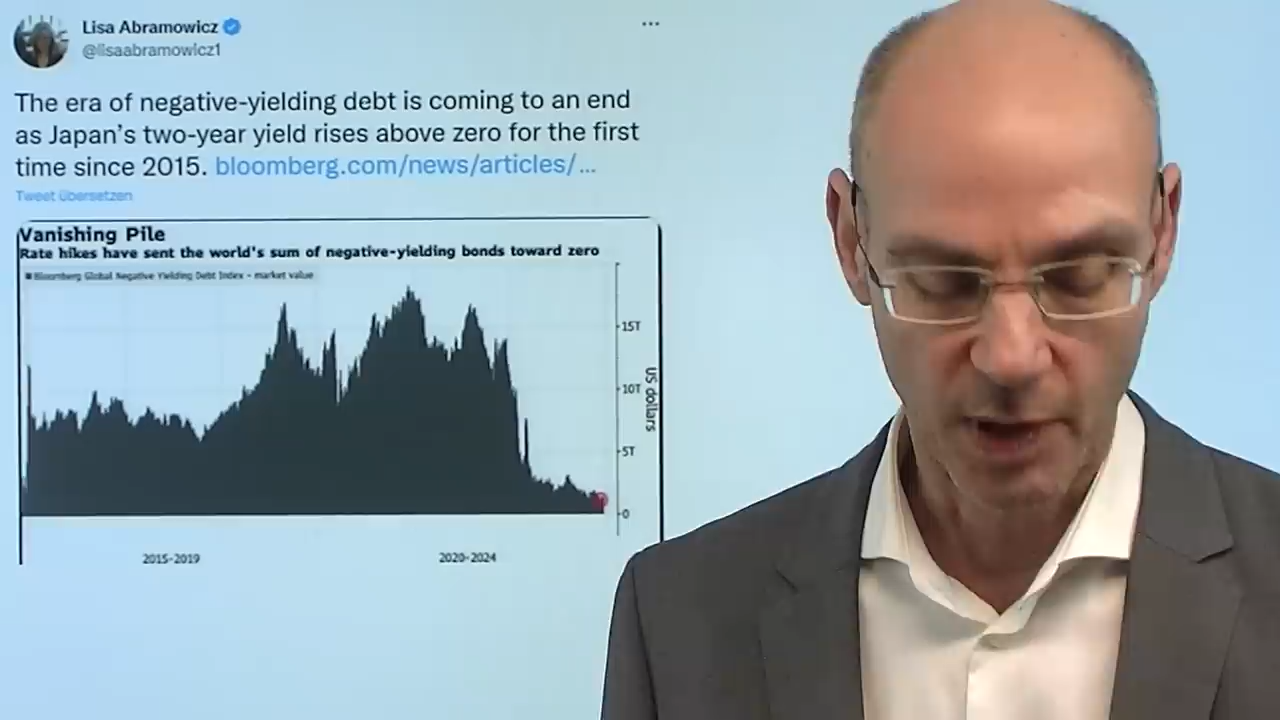 Lisa Abramowicz
@lisaabramowicz1
...
The era of negative-yielding debt is coming to an end
as Japan's two-year yield rises above zero for the first
time since 2015. bloomberg.com/news/articles/…
Tweet übersetzen
Vanishing Pile
Rate hikes have sent the world's sum of negative-yielding bonds toward zero
Bloomberg Global Negative Yielding Debt Index - market value
15T
10T
5T
0
US dollars
2015-2019
2020-2024